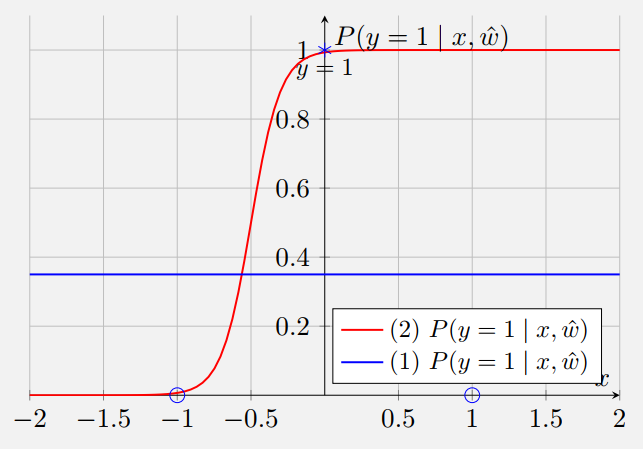 P(y = 1 | x, ŵ)
1
y = 1
0.8
0.6
0.4
0.2
(2) P(y = 1 | x, ŵ)
(1) P(y = 1 | x, ŵ)
x
−2 −1.5 −1 −0.5 0.5 1 1.5 2